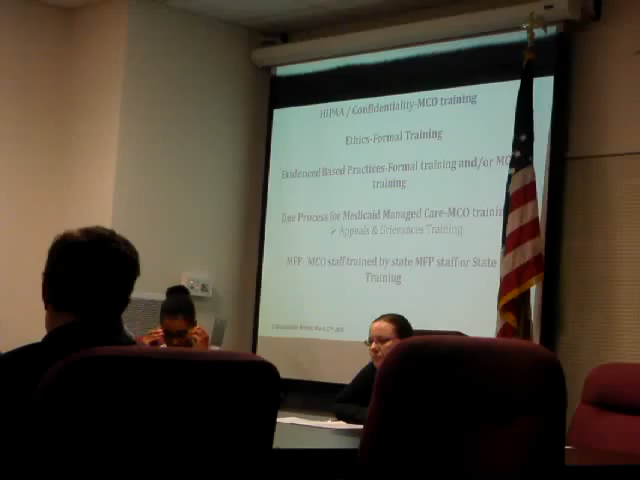 HIPAA / Confidentiality-MCO training
Ethics-Formal Training
Evidenced Based Practices-Formal training and/or MC
training
Due Process for Medicaid Managed Care-MCO training
➢ Appeals & Grievances Training
MFP- MCO staff trained by state MFP staff or State
Training